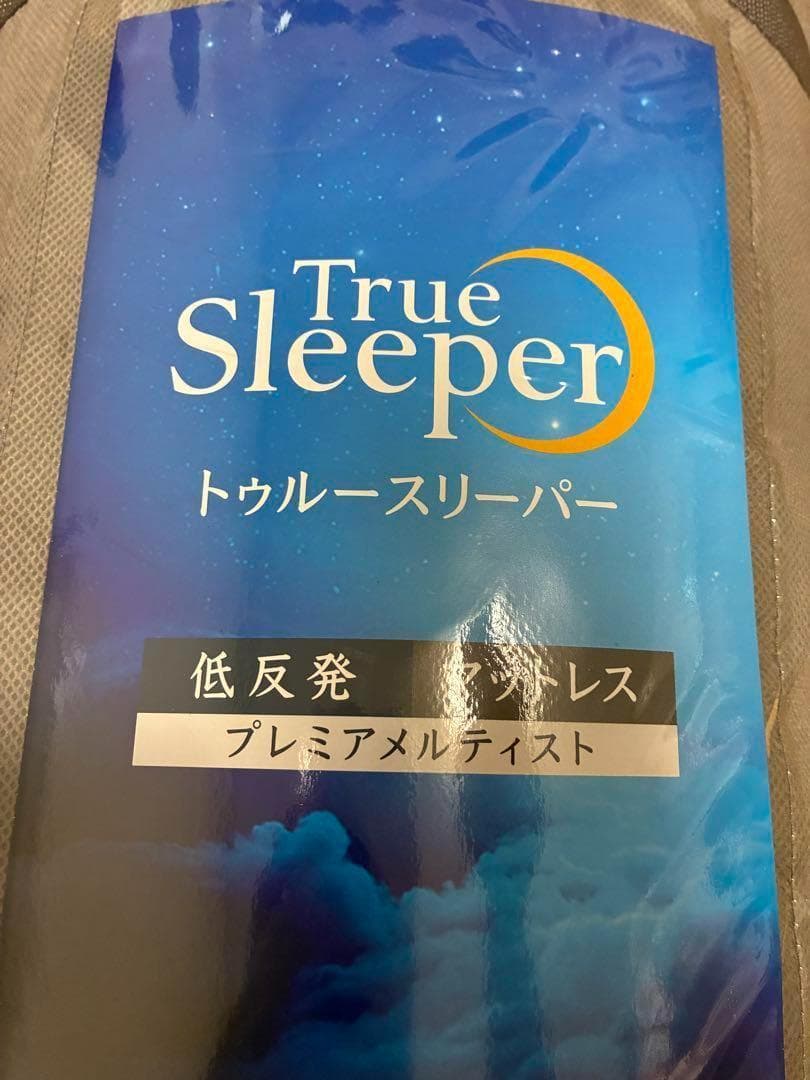 True
Sleeper
トゥルースリーパー
低反発 マットレス
プレミアメルティスト